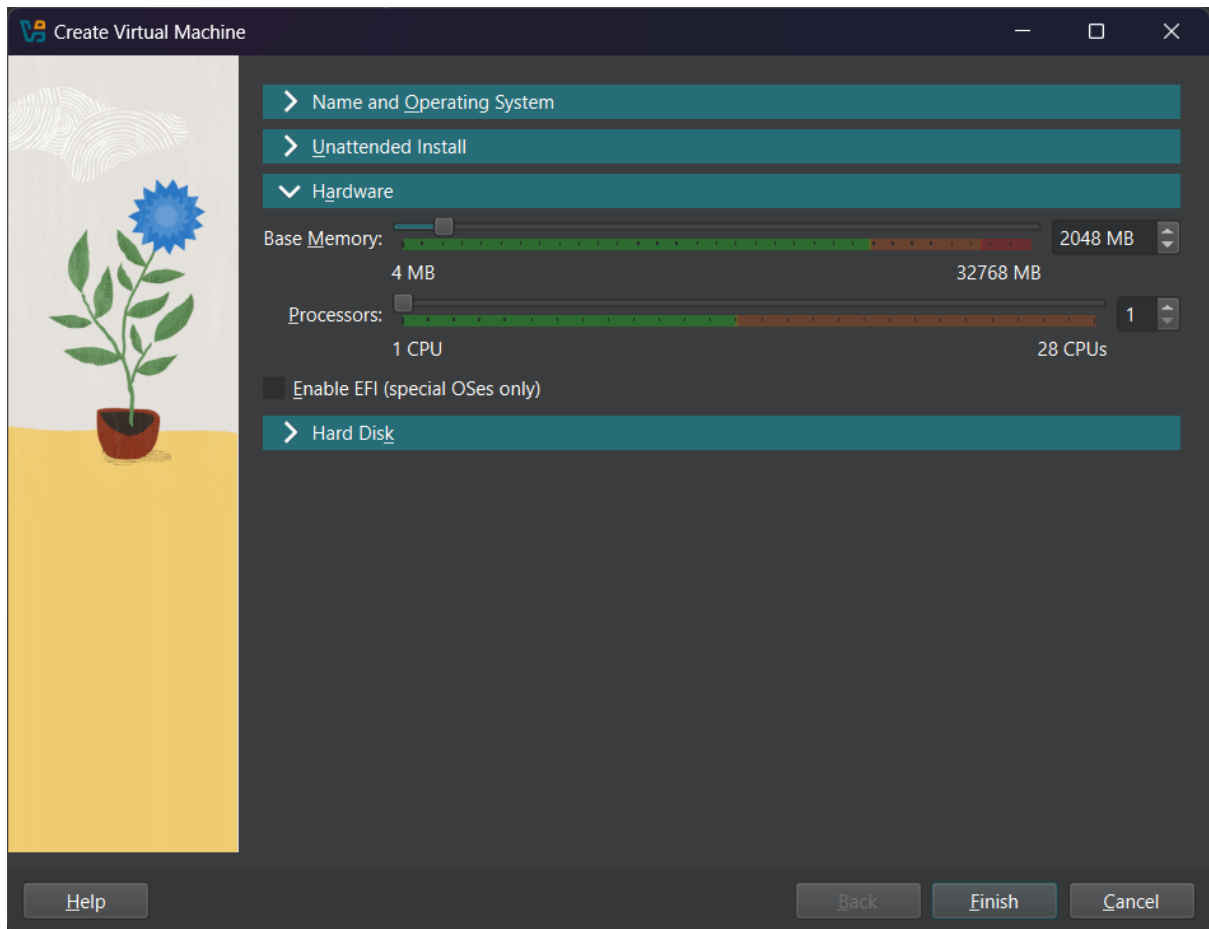 Create Virtual Machine
Name and Operating System
Unattended Install
Hardware
Base Memory: 2048 MB
4 MB 32768 MB
Processors: 1
1 CPU 28 CPUs
Enable EFI (special OSes only)
Hard Disk
Help Back Finish Cancel